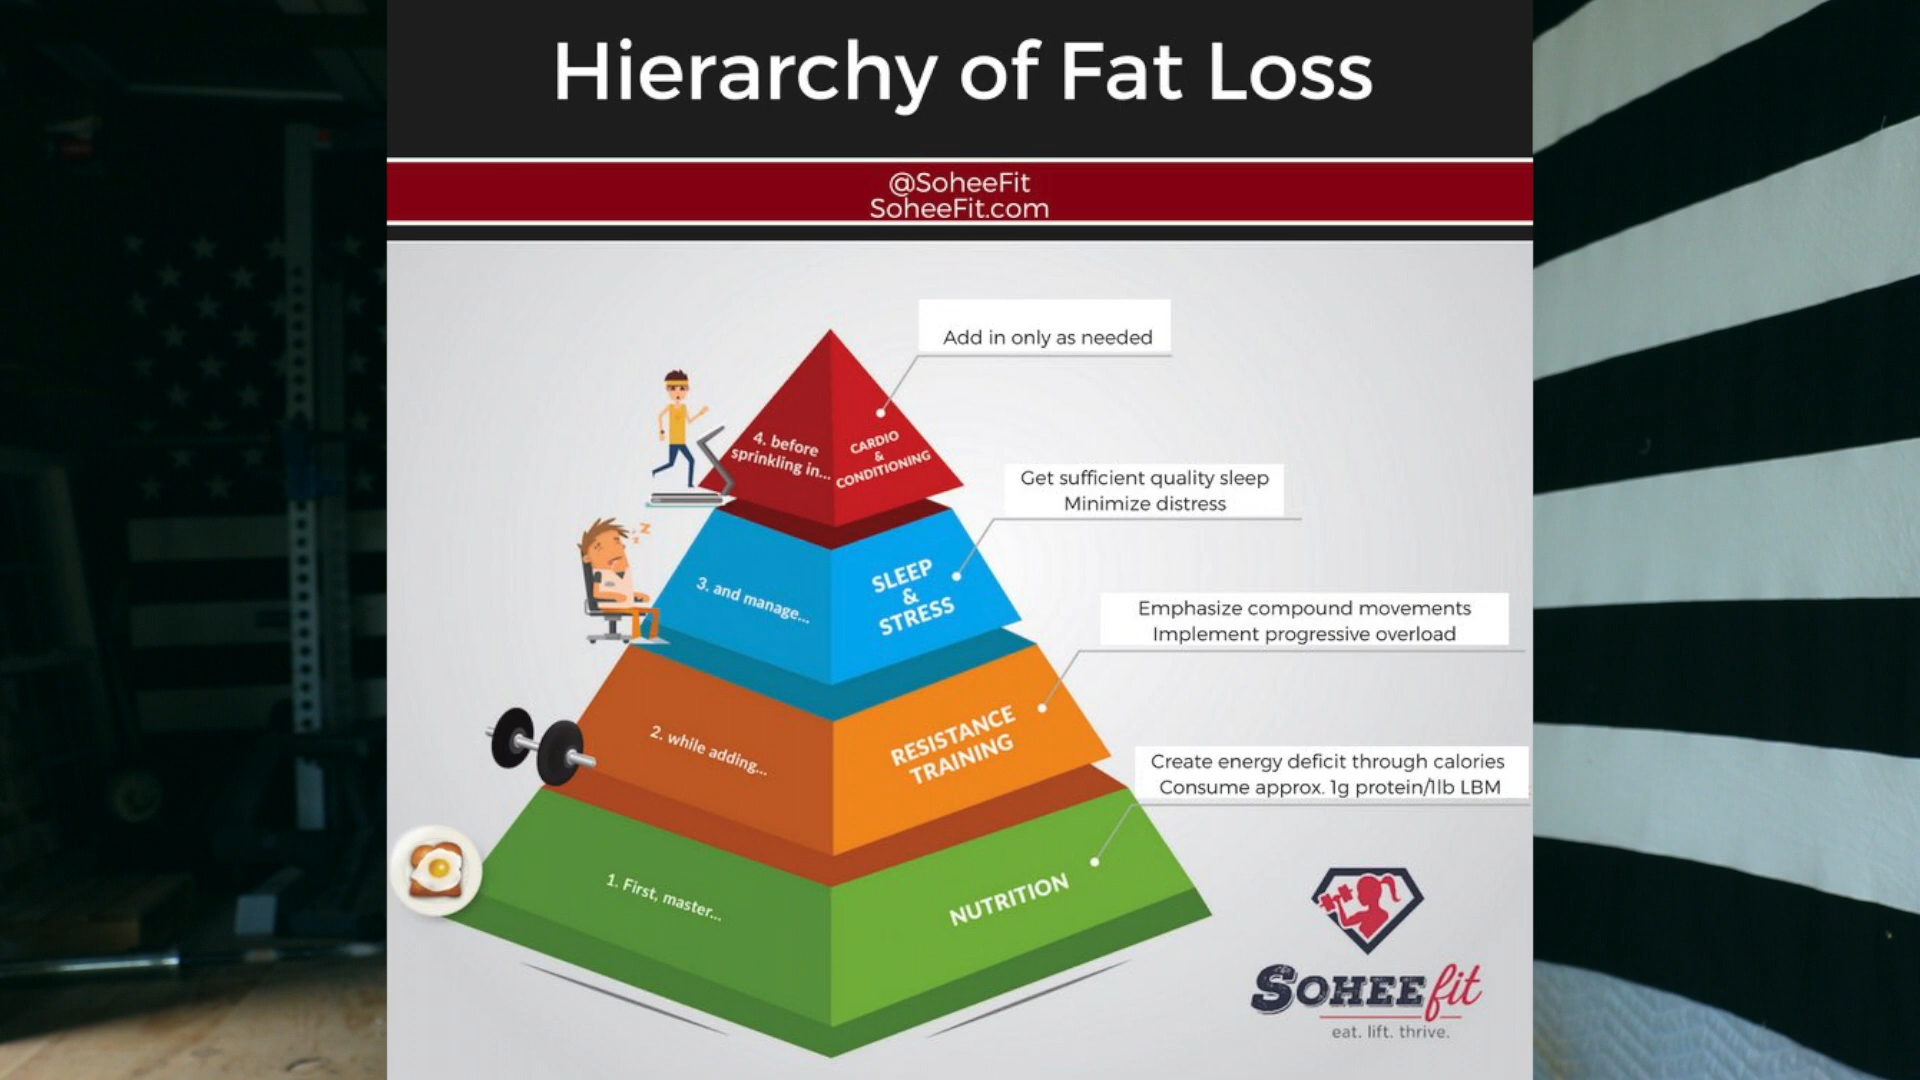 Hierarchy of Fat Loss
@SoheeFit
SoheeFit.com
Add in only as needed
4. before
sprinkling in...
CARDIO
&
CONDITIONING
Get sufficient quality sleep
Minimize distress
z
z
z
3. and manage...
SLEEP
&
STRESS
Emphasize compound movements
Implement progressive overload
2. while adding...
RESISTANCE
TRAINING
Create energy deficit through calories
Consume approx. 1g protein/1lb LBM
1. First, master...
NUTRITION
SOHEEfit
eat. lift. thrive.